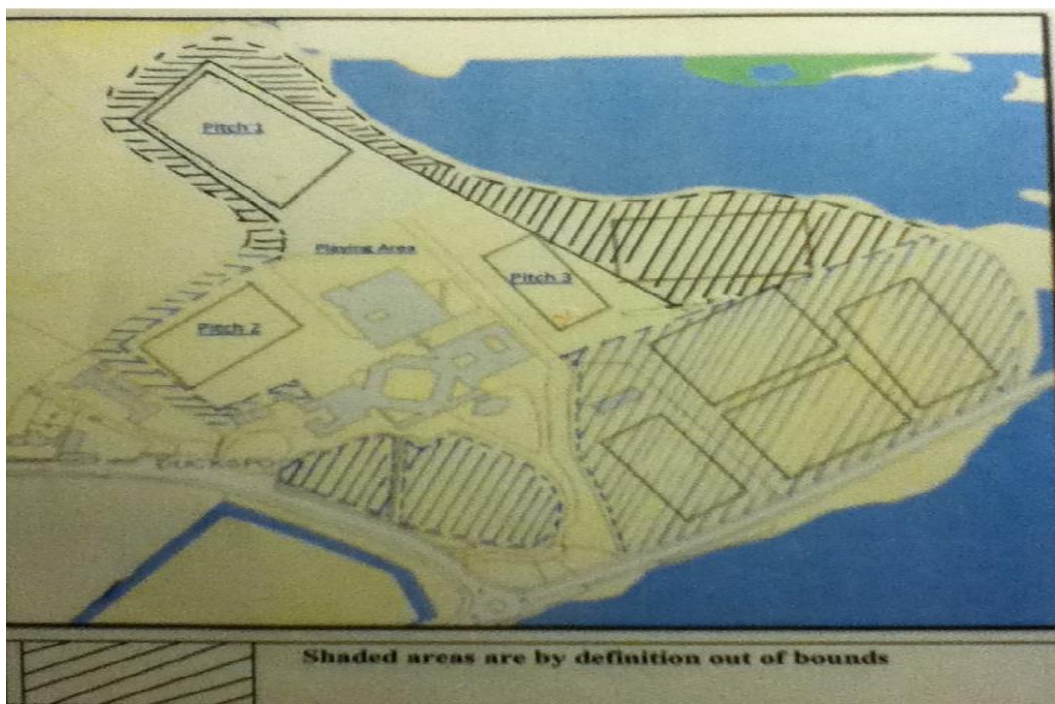 Pitch 1
Playing Area
Pitch 3
Pitch 2
Shaded areas are by definition out of bounds